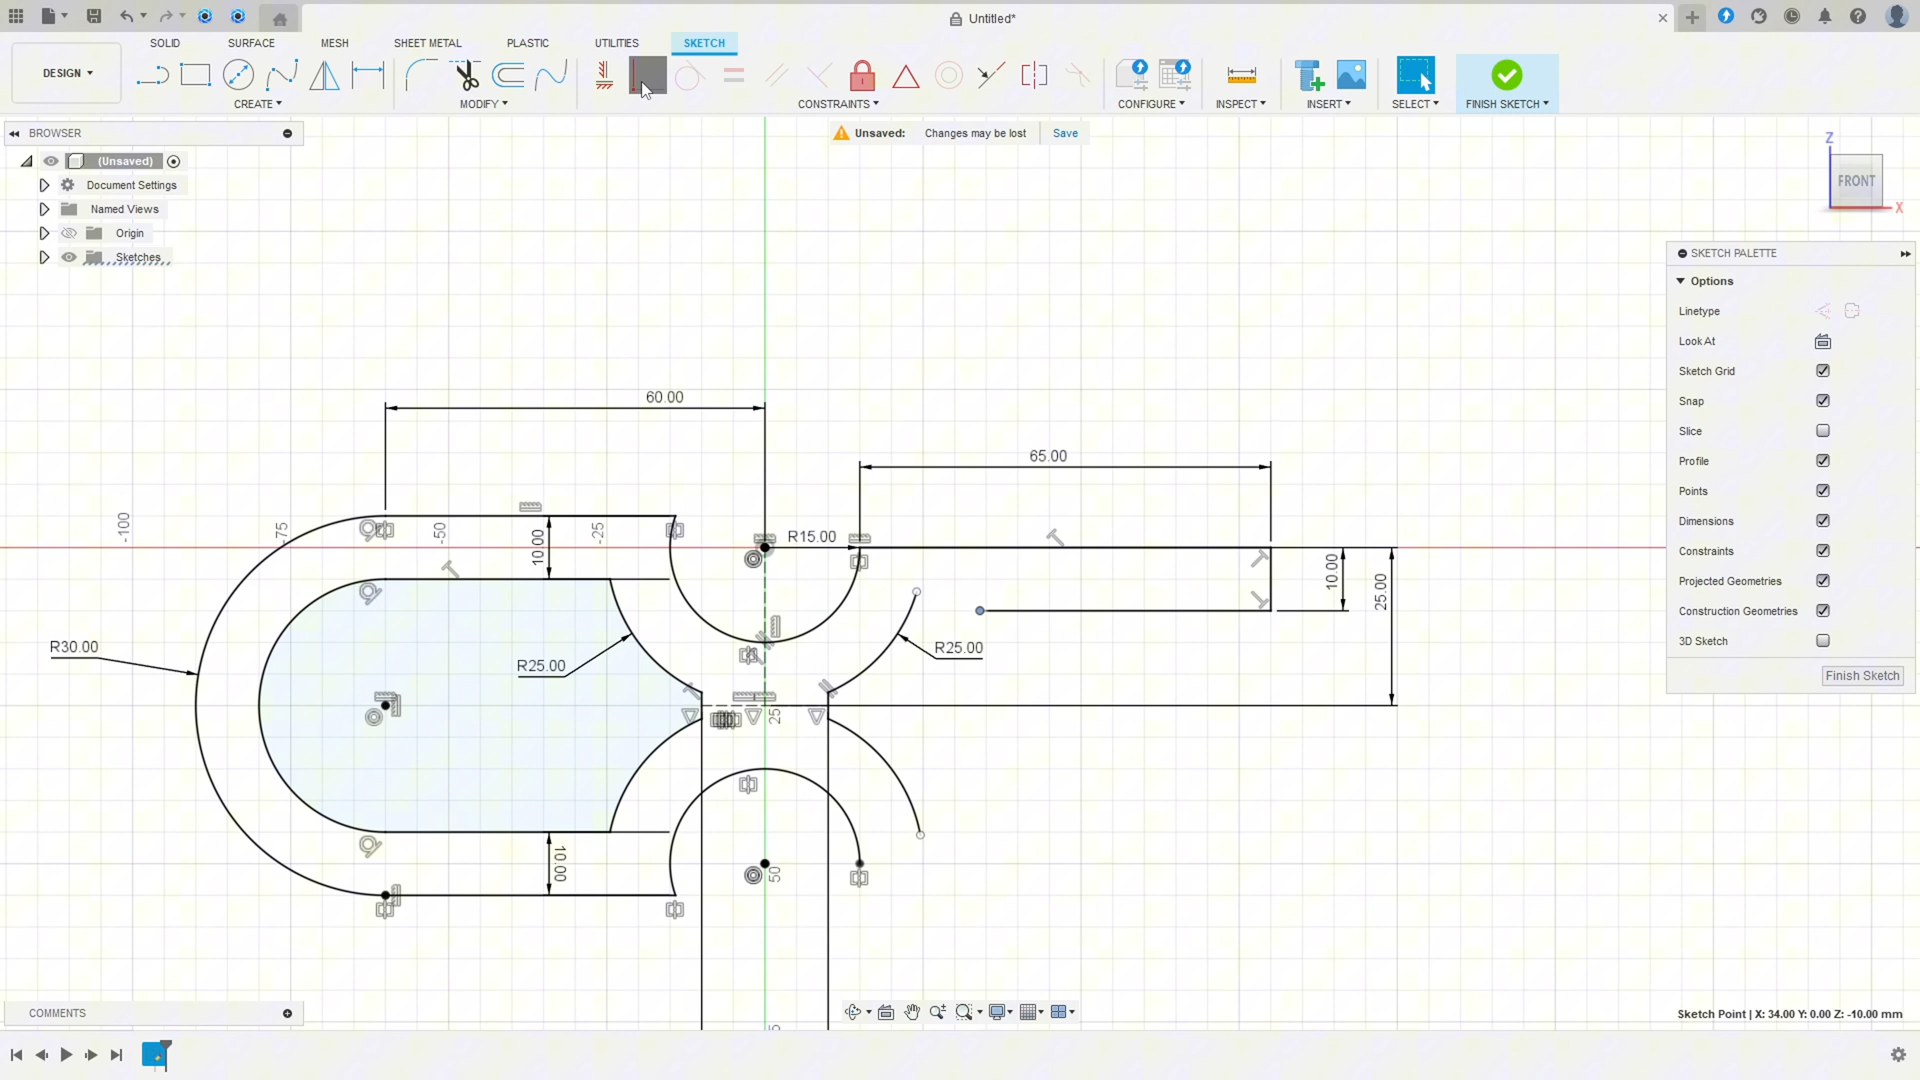 Untitled*
SOLID
SURFACE
MESH
SHEET METAL
PLASTIC
UTILITIES
SKETCH
DESIGN
CREATE
MODIFY
CONSTRAINTS
CONFIGURE
INSPECT
INSERT
SELECT
FINISH SKETCH
BROWSER
Unsaved: Changes may be lost Save
(Unsaved)
Document Settings
Named Views
Origin
Sketches
Z
FRONT
X
SKETCH PALETTE
Options
Linetype
Look At
Sketch Grid
Snap
Slice
Profile
Points
Dimensions
Constraints
Projected Geometries
Construction Geometries
3D Sketch
Finish Sketch
60.00
65.00
-100
-75
-50
-25
10.00
R15.00
10.00
25.00
R30.00
R25.00
R25.00
25
10.00
50
COMMENTS
Sketch Point | X: 34.00 Y: 0.00 Z: -10.00 mm